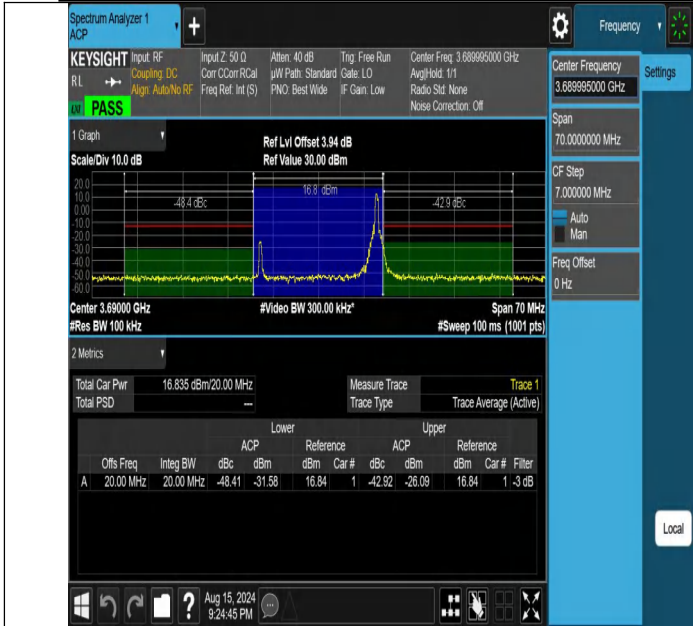 Spectrum Analyzer 1
ACP
Frequency
KEYSIGHT
RL
LXI
PASS
Input: RF
Coupling: DC
Align: Auto/No RF
Input Z: 50 Ω
Corr CCorr RCal
Freq Ref: Int (S)
Atten: 40 dB
µW Path: Standard
PNO: Best Wide
Trig: Free Run
Gate: LO
IF Gain: Low
Center Freq: 3.689995000 GHz
Avg|Hold: 1/1
Radio Std: None
Noise Correction: Off
Center Frequency
3.689995000 GHz
Settings
Span
70.0000000 MHz
CF Step
7.000000 MHz
Auto
Man
Freq Offset
0 Hz
Local
1 Graph
Scale/Div 10.0 dB
Ref Lvl Offset 3.94 dB
Ref Value 30.00 dBm
20.0
10.0
0.00
-10.0
-20.0
-30.0
-40.0
-50.0
-60.0
-48.4 dBc
16.8 dBm
-42.9 dBc
Center 3.69000 GHz
#Video BW 300.00 kHz*
Span 70 MHz
#Res BW 100 kHz
#Sweep 100 ms (1001 pts)
2 Metrics
Total Car Pwr 16.835 dBm/20.00 MHz
Total PSD ---
Measure Trace Trace 1
Trace Type Trace Average (Active)
Lower Upper
ACP Reference ACP Reference
Offs Freq Integ BW dBc dBm dBm Car # dBc dBm dBm Car # Filter
A 20.00 MHz 20.00 MHz -48.41 -31.58 16.84 1 -42.92 -26.09 16.84 1 -3 dB
?
Aug 15, 2024
9:24:45 PM